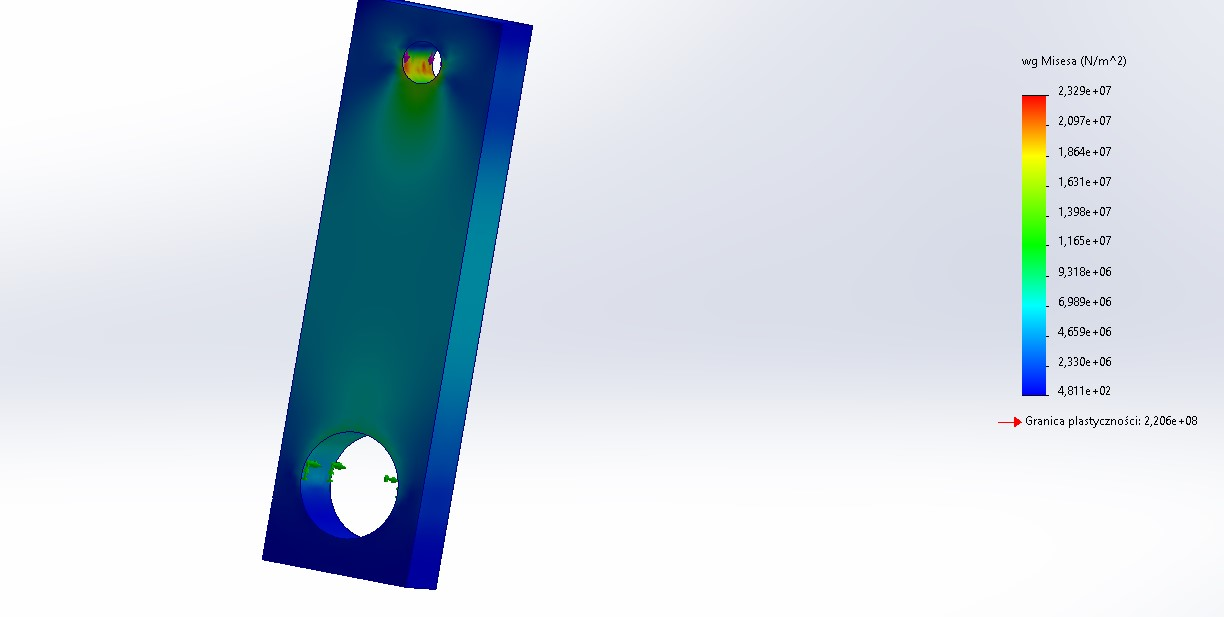 wg Misesa (N/m^2)
2,329e+07
2,097e+07
1,864e+07
1,631e+07
1,398e+07
1,165e+07
9,318e+06
6,989e+06
4,659e+06
2,330e+06
4,811e+02
Granica plastyczności: 2,206e+08